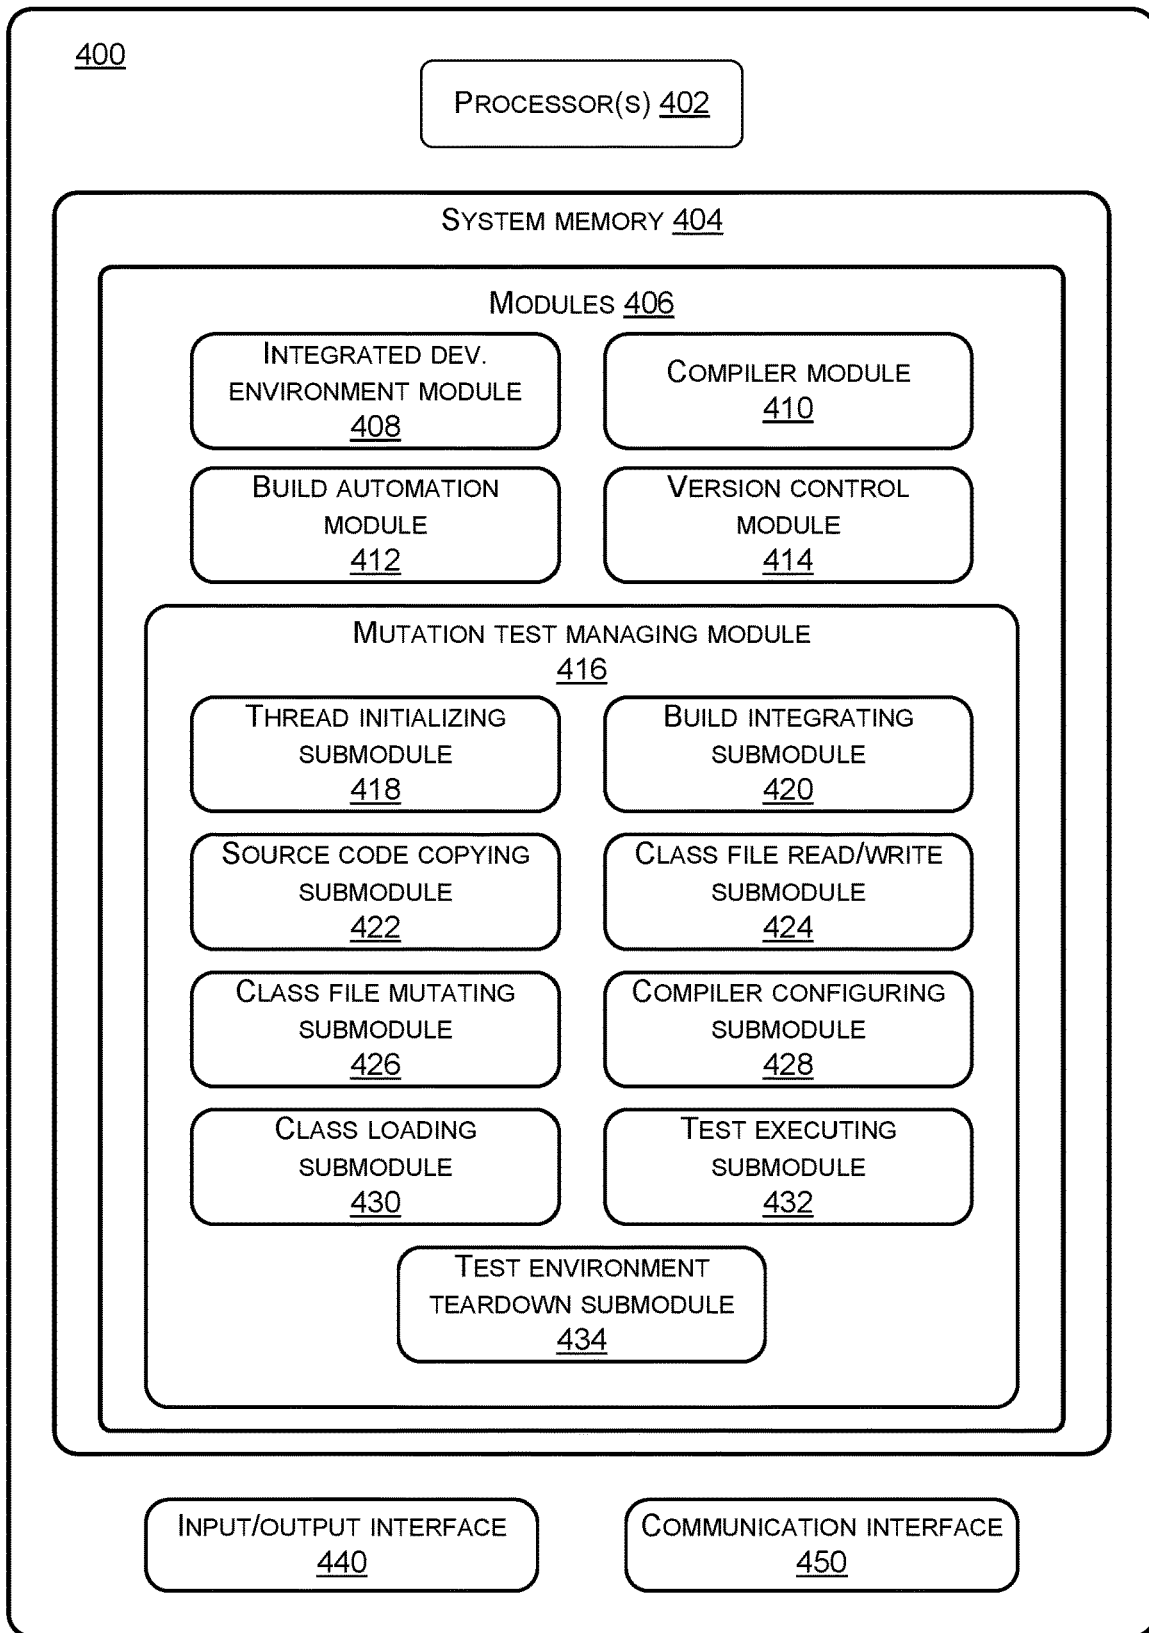 400
PROCESSOR(S) 402
SYSTEM MEMORY 404
MODULES 406
INTEGRATED DEV.
ENVIRONMENT MODULE
408
COMPILER MODULE
410
BUILD AUTOMATION
MODULE
412
VERSION CONTROL
MODULE
414
MUTATION TEST MANAGING MODULE
416
THREAD INITIALIZING
SUBMODULE
418
BUILD INTEGRATING
SUBMODULE
420
SOURCE CODE COPYING
SUBMODULE
422
CLASS FILE READ/WRITE
SUBMODULE
424
CLASS FILE MUTATING
SUBMODULE
426
COMPILER CONFIGURING
SUBMODULE
428
CLASS LOADING
SUBMODULE
430
TEST EXECUTING
SUBMODULE
432
TEST ENVIRONMENT
TEARDOWN SUBMODULE
434
INPUT/OUTPUT INTERFACE
440
COMMUNICATION INTERFACE
450